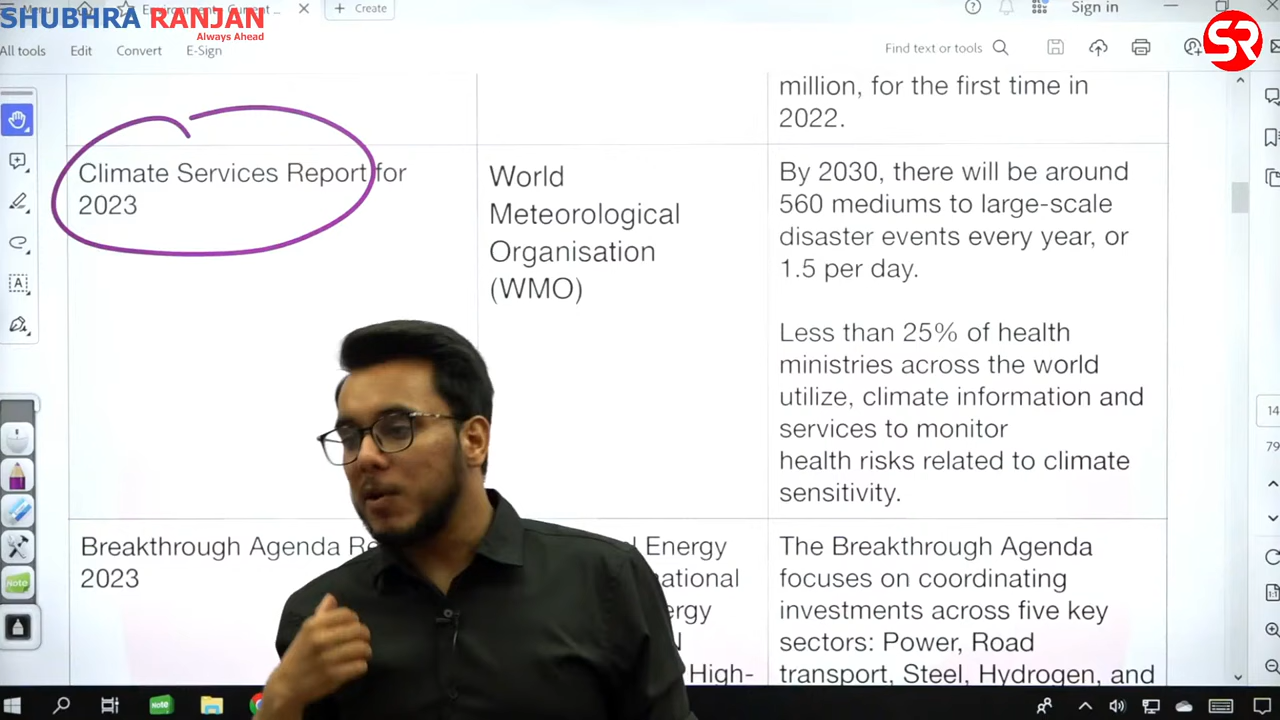 SHUBHRA RANJAN
Always Ahead
Create
Sign in
All tools
Edit
Convert
E-Sign
Find text or tools
million, for the first time in
2022.
Climate Services Report for
2023
World
Meteorological
Organisation
(WMO)
By 2030, there will be around
560 mediums to large-scale
disaster events every year, or
1.5 per day.
Less than 25% of health
ministries across the world
utilize, climate information and
services to monitor
health risks related to climate
sensitivity.
Breakthrough Agenda
2023
Energy
The Breakthrough Agenda
focuses on coordinating
investments across five key
sectors: Power, Road
transport, Steel, Hydrogen, and
High-
SR
14
79
Note
Note